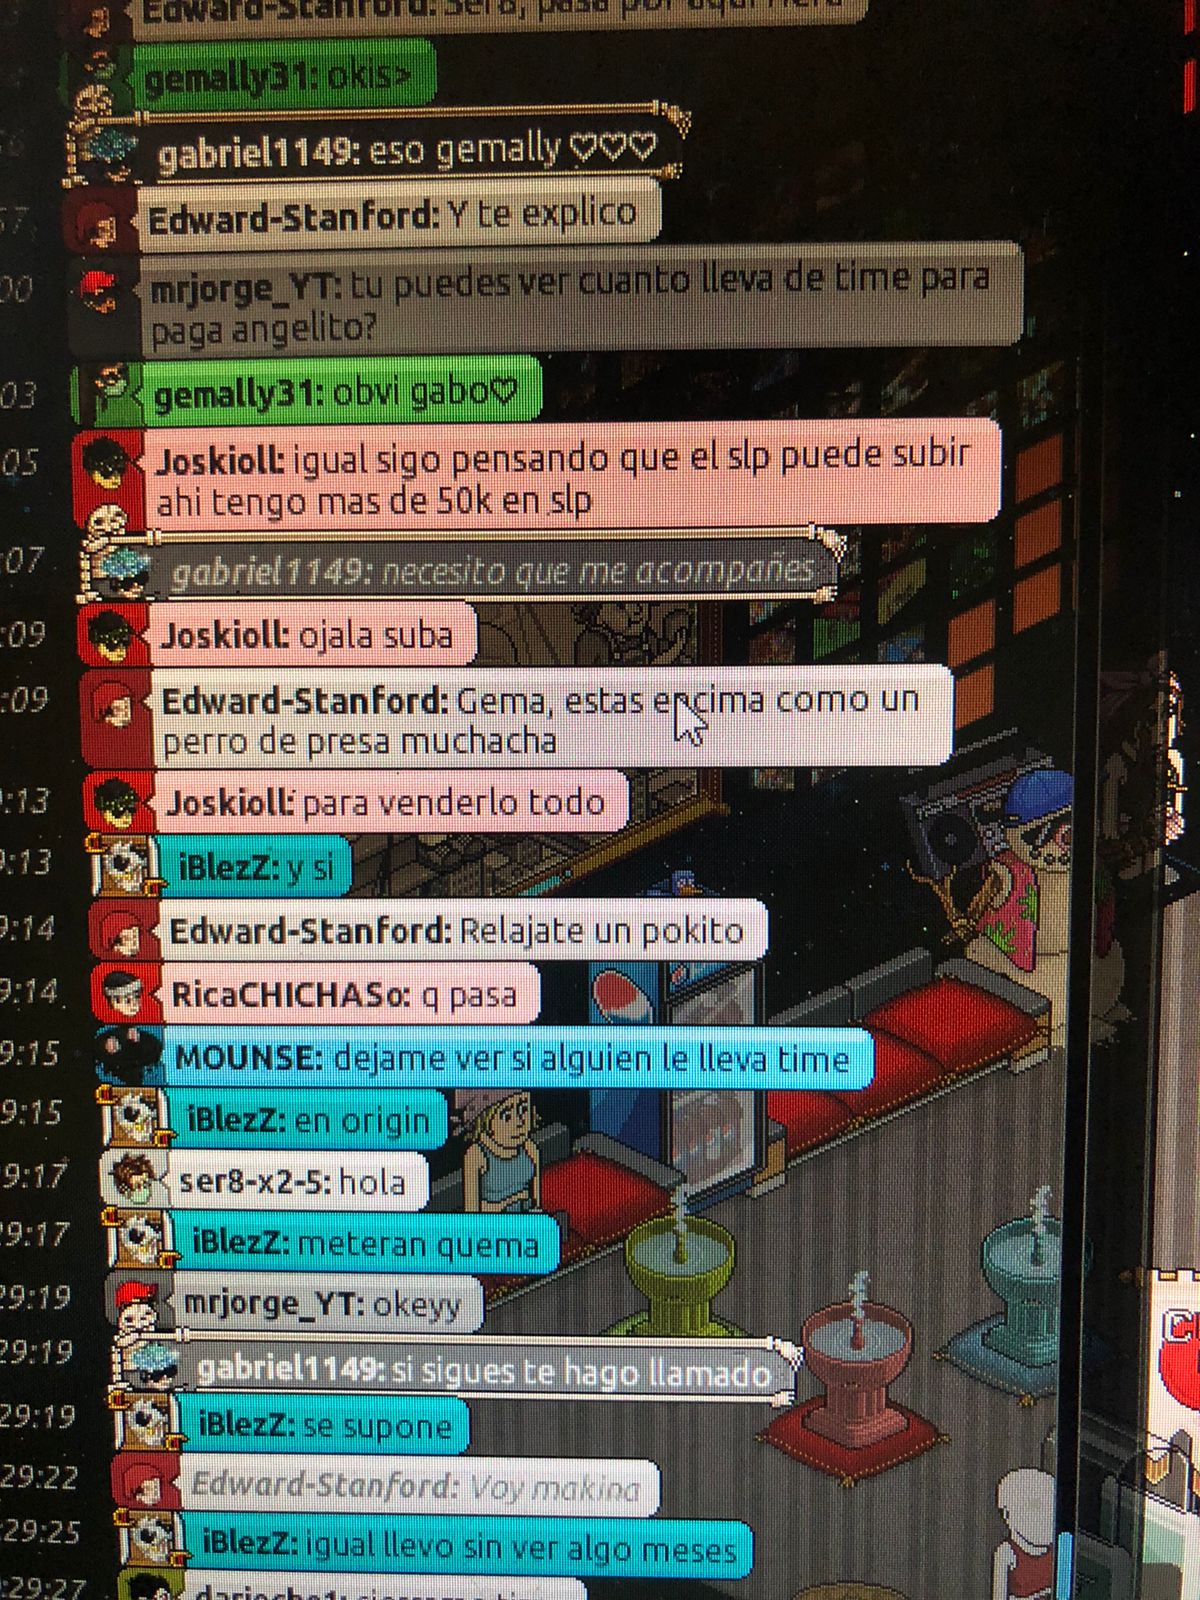 Edward-Stanford:
gemally31: okis>
gabriel1149: eso gemally ♡♡♡
57 Edward-Stanford: Y te explico
00 mrjorge_YT: tu puedes ver cuanto lleva de time para
paga angelito?
03 gemally31: obvi gabo♡
05 Joskioll: igual sigo pensando que el slp puede subir
ahi tengo mas de 50k en slp
:07 gabriel1149: necesito que me acompañes
:09 Joskioll: ojala suba
:09 Edward-Stanford: Gema, estas encima como un
perro de presa muchacha
:13 Joskioll: para venderlo todo
:13 iBlezZ: y si
9:14 Edward-Stanford: Relajate un pokito
9:14 RicaCHICHASo: q pasa
9:15 MOUNSE: dejame ver si alguien le lleva time
9:15 iBlezZ: en origin
9:17 ser8-x2-5: hola
29:17 iBlezZ: meteran quema
29:19 mrjorge_YT: okeyy
29:19 gabriel1149: si sigues te hago llamado
29:19 iBlezZ: se supone
29:22 Edward-Stanford: Voy makina
29:25 iBlezZ: igual llevo sin ver algo meses
29:27